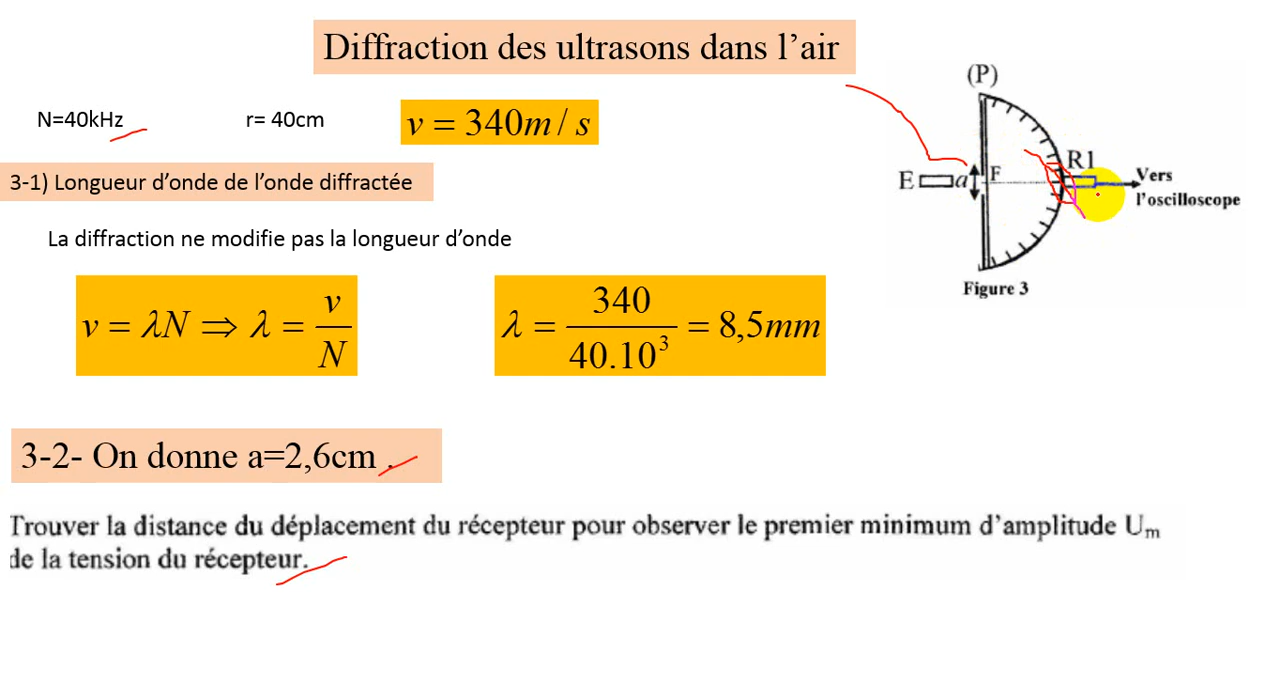 Diffraction des ultrasons dans l'air
N=40kHz
r= 40cm
v = 340m / s
3-1) Longueur d'onde de l'onde diffractée
La diffraction ne modifie pas la longueur d'onde
v = λN ⇒ λ = v/N
λ = 340/40.10³ = 8,5mm
(P)
R1
E
a
F
Vers
l'oscilloscope
Figure 3
3-2- On donne a=2,6cm .
Trouver la distance du déplacement du récepteur pour observer le premier minimum d'amplitude Uₘ
de la tension du récepteur.